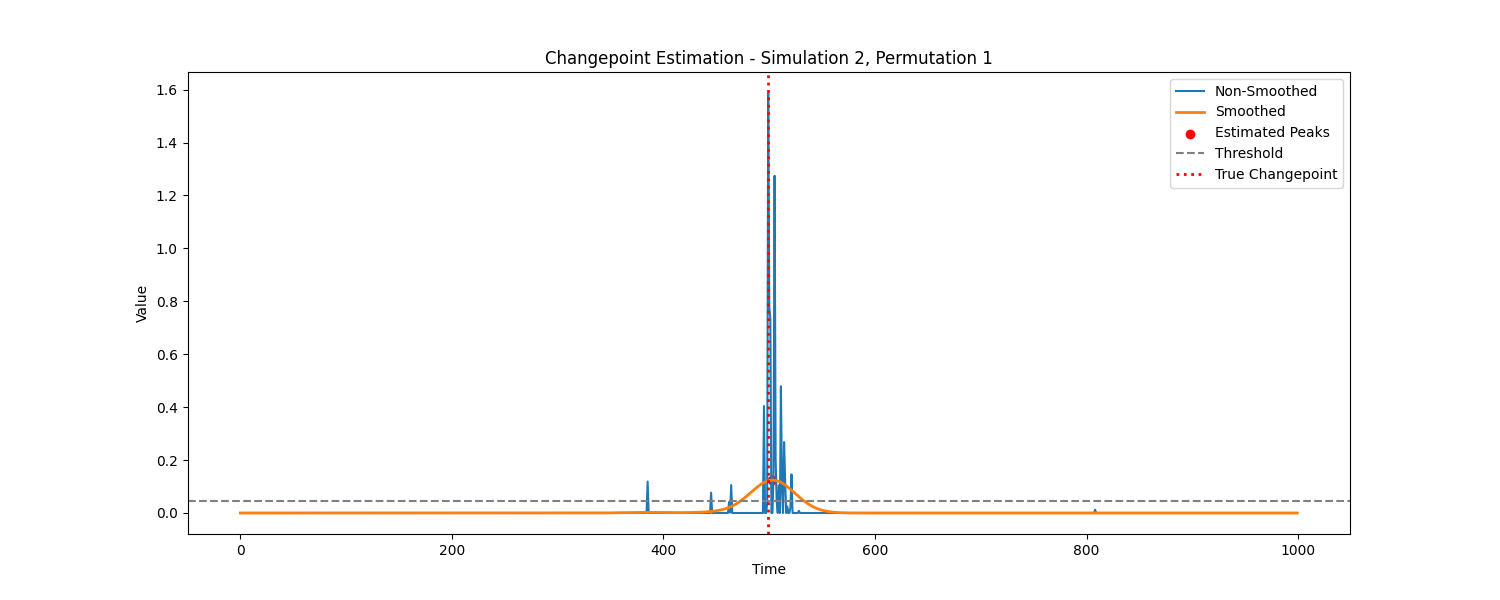 Changepoint Estimation - Simulation 2, Permutation 1
1.6
1.4
1.2
1.0
0.8
0.6
0.4
0.2
0.0
Value
Non-Smoothed
Smoothed
Estimated Peaks
Threshold
True Changepoint
0 200 400 600 800 1000
Time